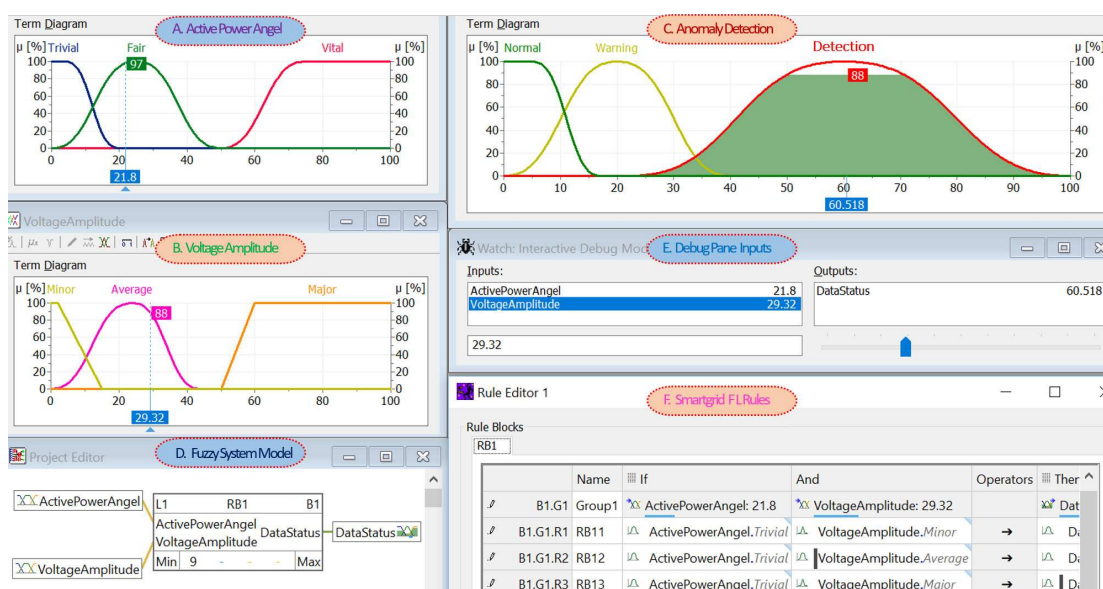 Term Diagram
A. Active Power Angel
µ [%] Trivial Fair Vital µ [%]
100 97 100
80 80
60 60
40 40
20 20
0 0
0 20 40 60 80 100
21.8
VoltageAmplitude
B. Voltage Amplitude
Term Diagram
µ [%] Minor Average Major µ [%]
100 88 100
80 80
60 60
40 40
20 20
0 0
0 20 40 60 80 100
29.32
Project Editor
D. Fuzzy System Model
ActivePowerAngel
VoltageAmplitude
L1 RB1 B1
ActivePowerAngel
VoltageAmplitude
DataStatus
Min 9 - - - Max
DataStatus
Term Diagram
C. Anomaly Detection
µ [%] Normal Warning Detection µ [%]
100 88 100
80 80
60 60
40 40
20 20
0 0
0 10 20 30 40 50 60 70 80 90 100
60.518
Watch: Interactive Debug Mo
E. Debug Pane Inputs
Inputs: Outputs:
ActivePowerAngel 21.8 DataStatus 60.518
VoltageAmplitude 29.32
29.32
Rule Editor 1
F. Smartgrid FL Rules
Rule Blocks
RB1
Name If And Operators Ther
B1.G1 Group1 ActivePowerAngel: 21.8 VoltageAmplitude: 29.32 Dat
B1.G1.R1 RB11 ActivePowerAngel.Trivial VoltageAmplitude.Minor → Da
B1.G1.R2 RB12 ActivePowerAngel.Trivial VoltageAmplitude.Average → Da
B1.G1.R3 RB13 ActivePowerAngel.Trivial VoltageAmplitude.Major → Da